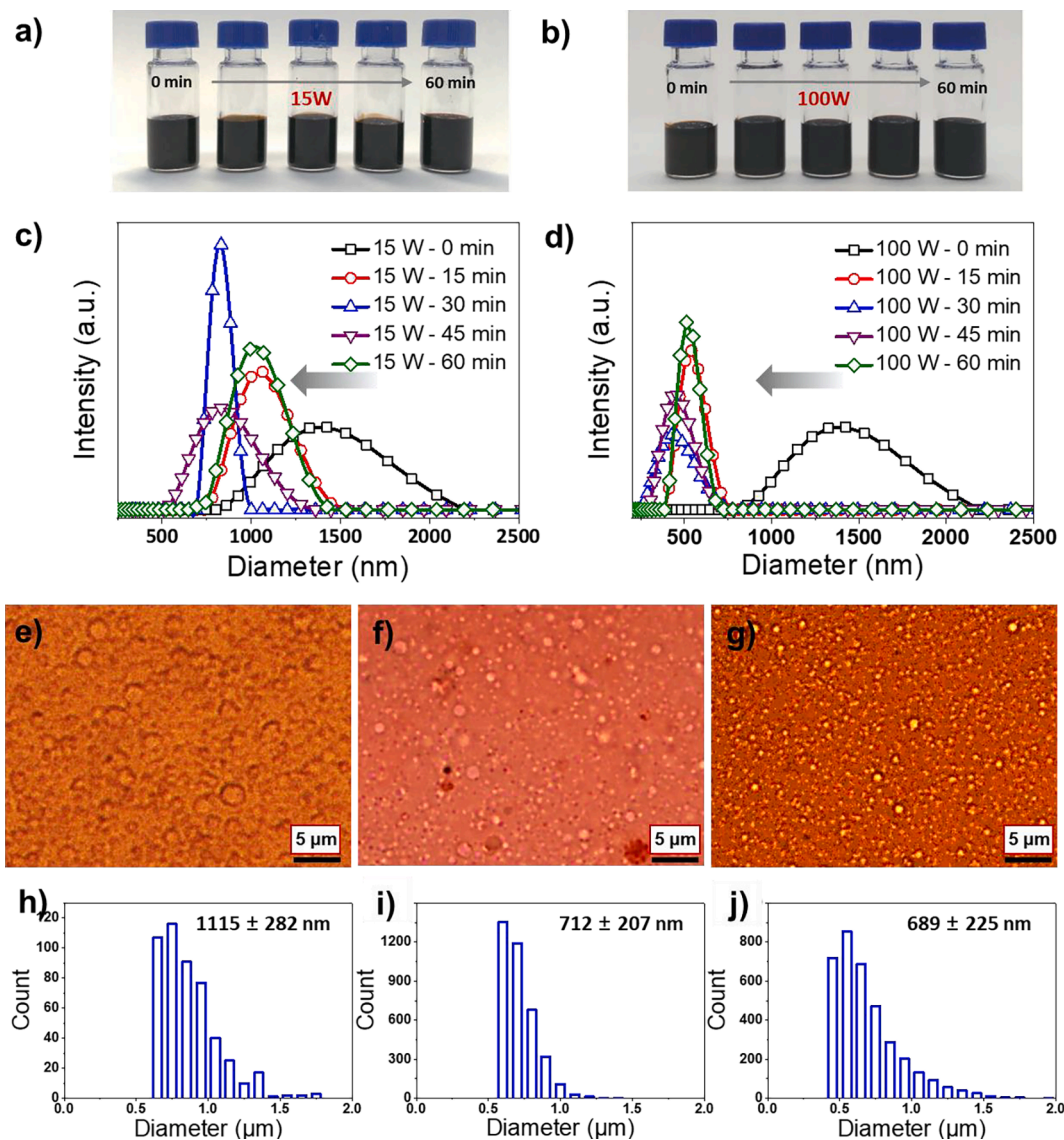 a)
0 min
60 min
15W
b)
0 min
60 min
100W
c)
15 W - 0 min
15 W - 15 min
15 W - 30 min
15 W - 45 min
15 W - 60 min
Intensity (a.u.)
500 1000 1500 2000 2500
Diameter (nm)
d)
100 W - 0 min
100 W - 15 min
100 W - 30 min
100 W - 45 min
100 W - 60 min
Intensity (a.u.)
500 1000 1500 2000 2500
Diameter (nm)
e)
5 µm
f)
5 µm
g)
5 µm
h)
1115 ± 282 nm
120
100
80
60
40
20
0
Count
0.0 0.5 1.0 1.5 2.0
Diameter (µm)
i)
712 ± 207 nm
1200
900
600
300
0
Count
0.0 0.5 1.0 1.5 2.0
Diameter (µm)
j)
689 ± 225 nm
800
600
400
200
0
Count
0.0 0.5 1.0 1.5 2.0
Diameter (µm)